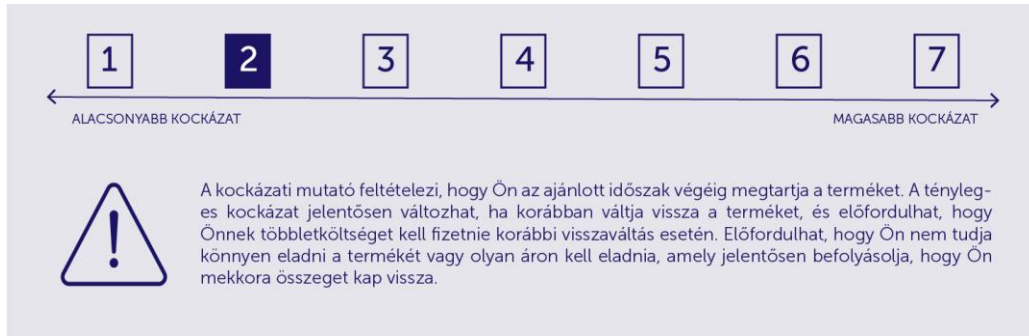 1 2 3 4 5 6 7
ALACSONYABB KOCKÁZAT MAGASABB KOCKÁZAT
A kockázati mutató feltételezi, hogy Ön az ajánlott időszak végéig megtartja a terméket. A tényleg-
es kockázat jelentősen változhat, ha korábban váltja vissza a terméket, és előfordulhat, hogy
Önnek többletköltséget kell fizetnie korábbi visszaváltás esetén. Előfordulhat, hogy Ön nem tudja
könnyen eladni a termékét vagy olyan áron kell eladnia, amely jelentősen befolyásolja, hogy Ön
mekkora összeget kap vissza.